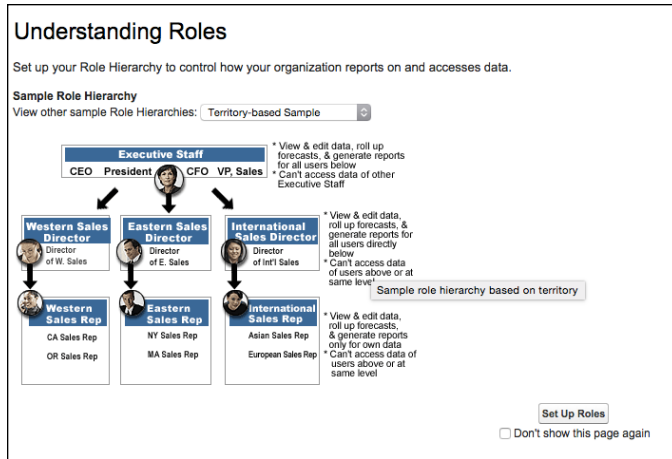 Understanding Roles
Set up your Role Hierarchy to control how your organization reports on and accesses data.
Sample Role Hierarchy
View other sample Role Hierarchies: Territory-based Sample
Executive Staff
CEO President CFO VP, Sales
* View & edit data, roll up
forecasts, & generate reports
for all users below
* Can't access data of other
Executive Staff
Western Sales
Director
Director
of W. Sales
Eastern Sales
Director
Director
of E. Sales
International
Sales Director
Director
of Int'l Sales
* View & edit data,
roll up forecasts, &
generate reports for
all users directly
below
* Can't access data
of users above or at
same level
Sample role hierarchy based on territory
Western
Sales Rep
CA Sales Rep
OR Sales Rep
Eastern
Sales Rep
NY Sales Rep
MA Sales Rep
International
Sales Rep
Asian Sales Rep
European Sales Rep
* View & edit data,
roll up forecasts,
& generate reports
only for own data
* Can't access data of
users above or at
same level
Set Up Roles
Don't show this page again